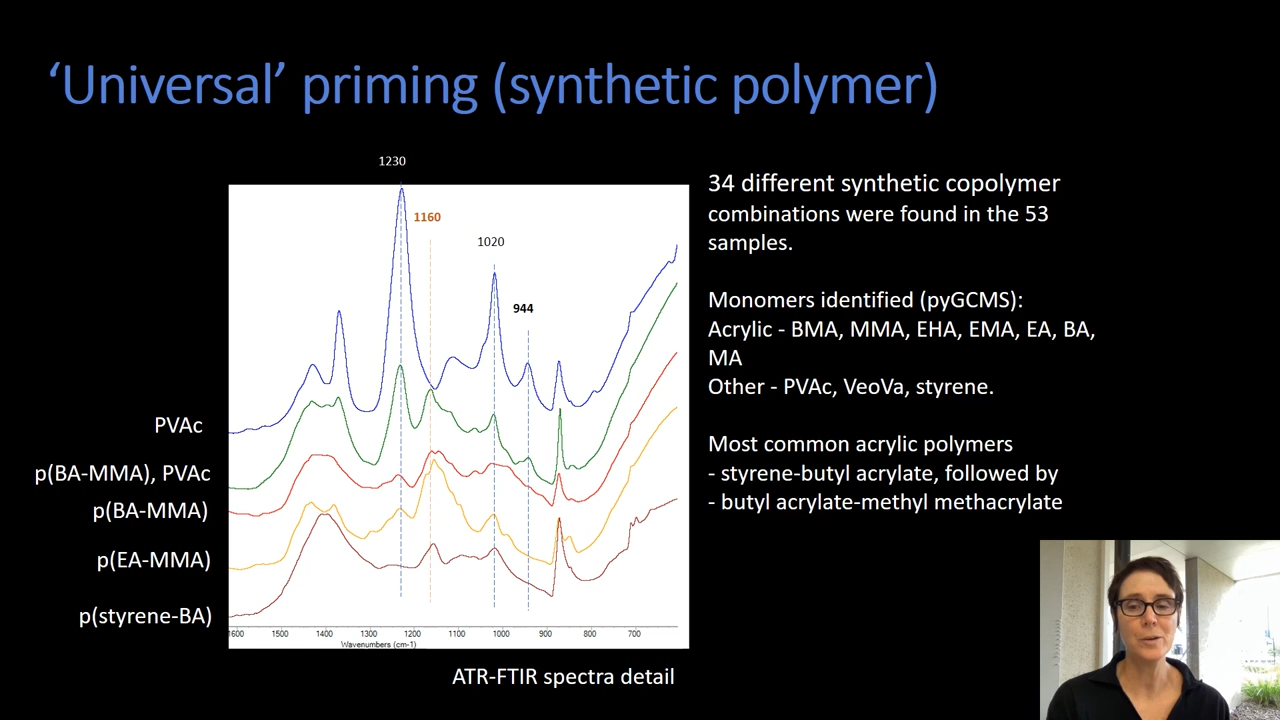 ‘Universal’ priming (synthetic polymer)
1230
1160
1020
944
PVAc
p(BA-MMA), PVAc
p(BA-MMA)
p(EA-MMA)
p(styrene-BA)
1600 1500 1400 1300 1200 1100 1000 900 800 700
Wavenumbers (cm-1)
ATR-FTIR spectra detail
34 different synthetic copolymer
combinations were found in the 53
samples.
Monomers identified (pyGCMS):
Acrylic - BMA, MMA, EHA, EMA, EA, BA,
MA
Other - PVAc, VeoVa, styrene.
Most common acrylic polymers
- styrene-butyl acrylate, followed by
- butyl acrylate-methyl methacrylate